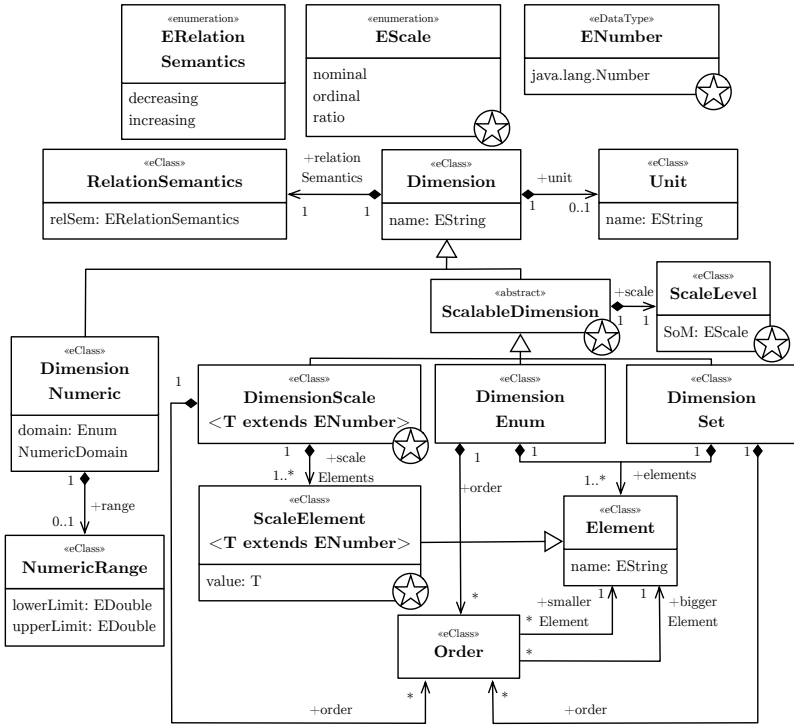 «enumeration»
ERelation
Semantics
decreasing
increasing
«enumeration»
EScale
nominal
ordinal
ratio
«eDataType»
ENumber
java.lang.Number
«eClass»
RelationSemantics
relSem: ERelationSemantics
+relation
Semantics
1
1
«eClass»
Dimension
name: EString
+unit
1
0..1
«eClass»
Unit
name: EString
«abstract»
ScalableDimension
+scale
1
1
«eClass»
ScaleLevel
SoM: EScale
«eClass»
Dimension
Numeric
domain: Enum
NumericDomain
1
+range
0..1
«eClass»
NumericRange
lowerLimit: EDouble
upperLimit: EDouble
1
«eClass»
DimensionScale
<T extends ENumber>
1
+scale
Elements
1..*
«eClass»
Dimension
Enum
1
1
+order
«eClass»
Dimension
Set
1
1
1..*
+elements
«eClass»
ScaleElement
<T extends ENumber>
value: T
«eClass»
Element
name: EString
*
+smaller
Element
1
1
+bigger
Element
*
*
«eClass»
Order
*
+order
*
+order